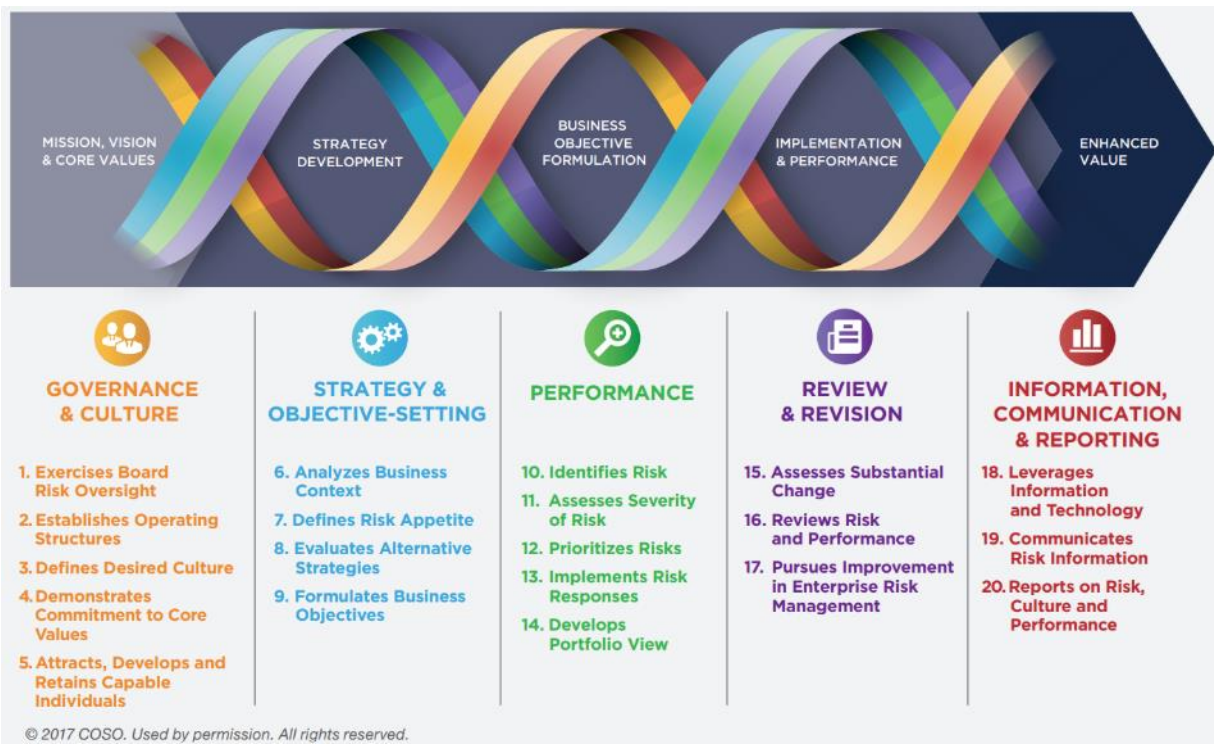 MISSION, VISION
& CORE VALUES
STRATEGY
DEVELOPMENT
BUSINESS
OBJECTIVE
FORMULATION
IMPLEMENTATION
& PERFORMANCE
ENHANCED
VALUE
GOVERNANCE
& CULTURE
1. Exercises Board
Risk Oversight
2. Establishes Operating
Structures
3. Defines Desired Culture
4. Demonstrates
Commitment to Core
Values
5. Attracts, Develops and
Retains Capable
Individuals
STRATEGY &
OBJECTIVE-SETTING
6. Analyzes Business
Context
7. Defines Risk Appetite
8. Evaluates Alternative
Strategies
9. Formulates Business
Objectives
PERFORMANCE
10. Identifies Risk
11. Assesses Severity
of Risk
12. Prioritizes Risks
13. Implements Risk
Responses
14. Develops
Portfolio View
REVIEW
& REVISION
15. Assesses Substantial
Change
16. Reviews Risk
and Performance
17. Pursues Improvement
in Enterprise Risk
Management
INFORMATION,
COMMUNICATION
& REPORTING
18. Leverages
Information
and Technology
19. Communicates
Risk Information
20. Reports on Risk,
Culture and
Performance
© 2017 COSO. Used by permission. All rights reserved.